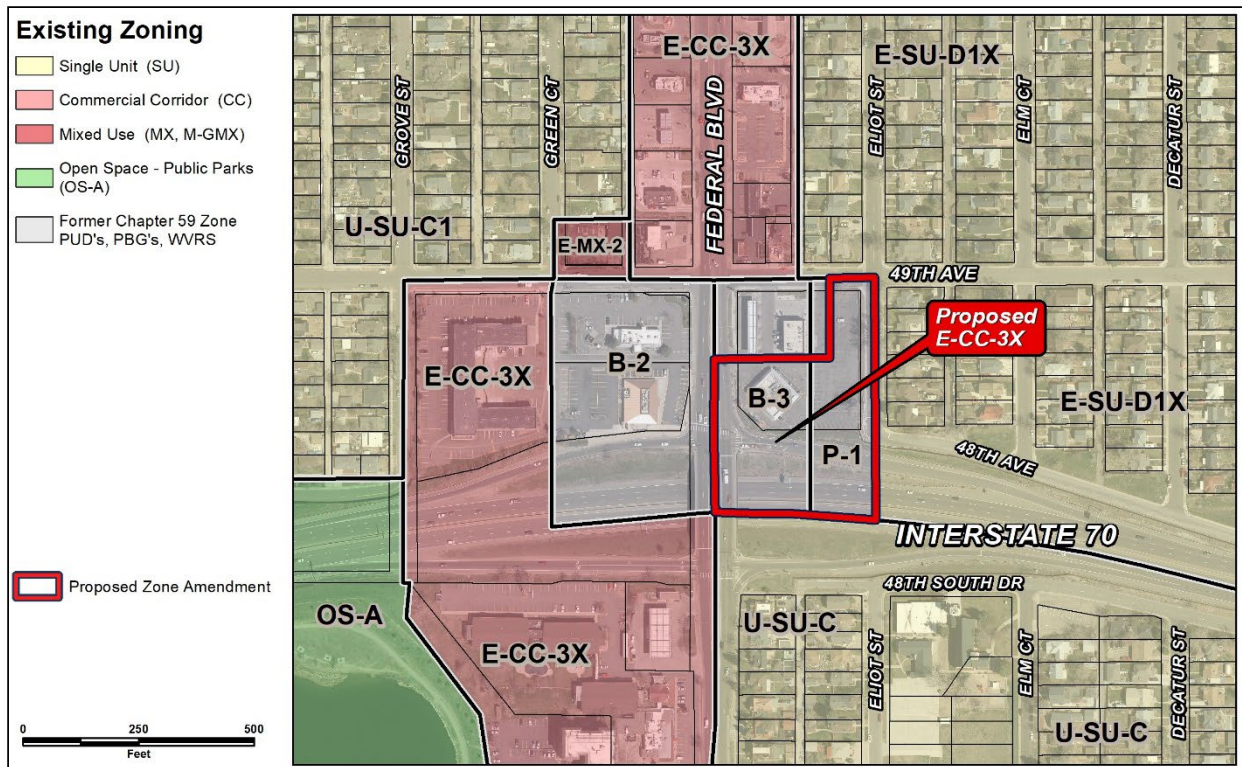 Existing Zoning
Single Unit (SU)
Commercial Corridor (CC)
Mixed Use (MX, M-GMX)
Open Space - Public Parks
(OS-A)
Former Chapter 59 Zone
PUD's, PBG's, WVRS
Proposed Zone Amendment
0 250 500
Feet
E-CC-3X
E-SU-D1X
GROVE ST
GREEN CT
FEDERAL BLVD
ELIOT ST
ELM CT
DECATUR ST
U-SU-C1
E-MX-2
49TH AVE
Proposed
E-CC-3X
E-CC-3X
B-2
B-3
P-1
E-SU-D1X
48TH AVE
INTERSTATE 70
48TH SOUTH DR
OS-A
E-CC-3X
U-SU-C
ELIOT ST
ELM CT
DECATUR ST
U-SU-C